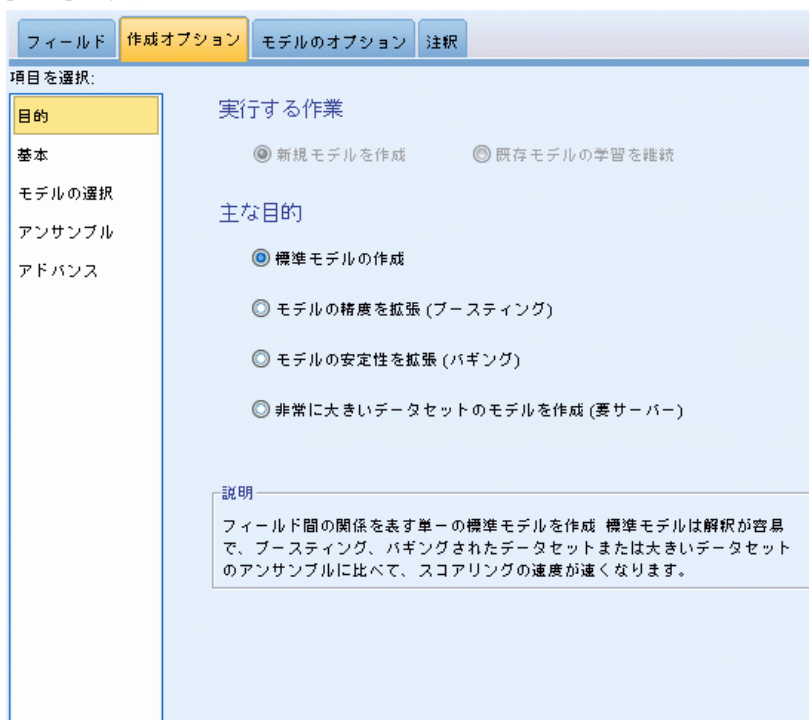 フィールド 作成オプション モデルのオプション 注釈
項目を選択:
目的
基本
モデルの選択
アンサンブル
アドバンス
実行する作業
新規モデルを作成 既存モデルの学習を継続
主な目的
標準モデルの作成
モデルの精度を拡張 (ブースティング)
モデルの安定性を拡張 (バギング)
非常に大きいデータセットのモデルを作成 (要サーバー)
説明
フィールド間の関係を表す単一の標準モデルを作成 標準モデルは解釈が容易
で、ブースティング、バギングされたデータセットまたは大きいデータセット
のアンサンブルに比べて、スコアリングの速度が速くなります。